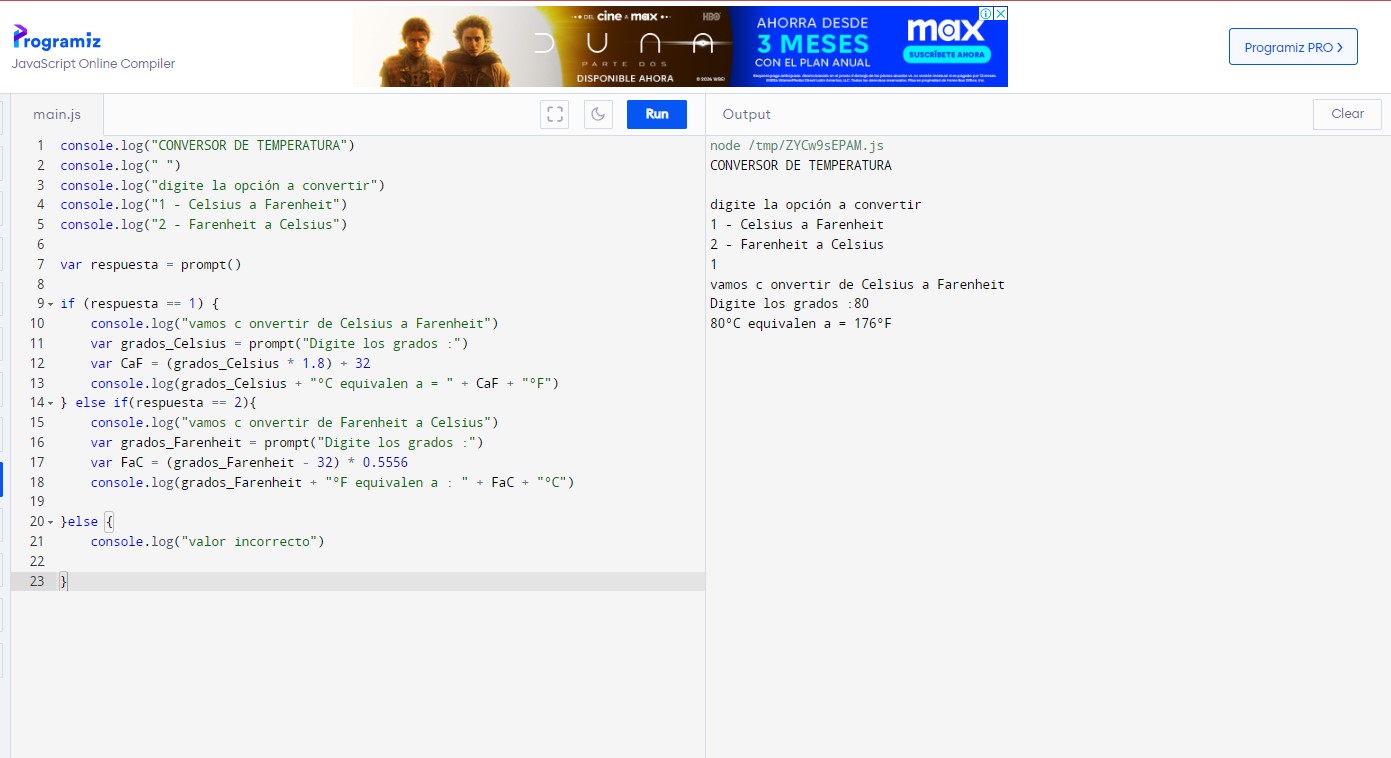 • DEL cine A max •
HBO
DUNA
PARTE DOS
DISPONIBLE AHORA
© 2024 WBEI
AHORRA DESDE
3 MESES
CON EL PLAN ANUAL
max
SUSCRÍBETE AHORA
Programiz
JavaScript Online Compiler
Programiz PRO >
main.js
Run
Output
Clear
1 console.log("CONVERSOR DE TEMPERATURA")
2 console.log(" ")
3 console.log("digite la opción a convertir")
4 console.log("1 - Celsius a Farenheit")
5 console.log("2 - Farenheit a Celsius")
6
7 var respuesta = prompt()
8
9 if (respuesta == 1) {
10 console.log("vamos c onvertir de Celsius a Farenheit")
11 var grados_Celsius = prompt("Digite los grados :")
12 var CaF = (grados_Celsius * 1.8) + 32
13 console.log(grados_Celsius + "°C equivalen a = " + CaF + "°F")
14 } else if(respuesta == 2){
15 console.log("vamos c onvertir de Farenheit a Celsius")
16 var grados_Farenheit = prompt("Digite los grados :")
17 var FaC = (grados_Farenheit - 32) * 0.5556
18 console.log(grados_Farenheit + "°F equivalen a : " + FaC + "°C")
19
20 }else {
21 console.log("valor incorrecto")
22
23 }
node /tmp/ZYCw9sEPAM.js
CONVERSOR DE TEMPERATURA
digite la opción a convertir
1 - Celsius a Farenheit
2 - Farenheit a Celsius
1
vamos c onvertir de Celsius a Farenheit
Digite los grados :80
80°C equivalen a = 176°F